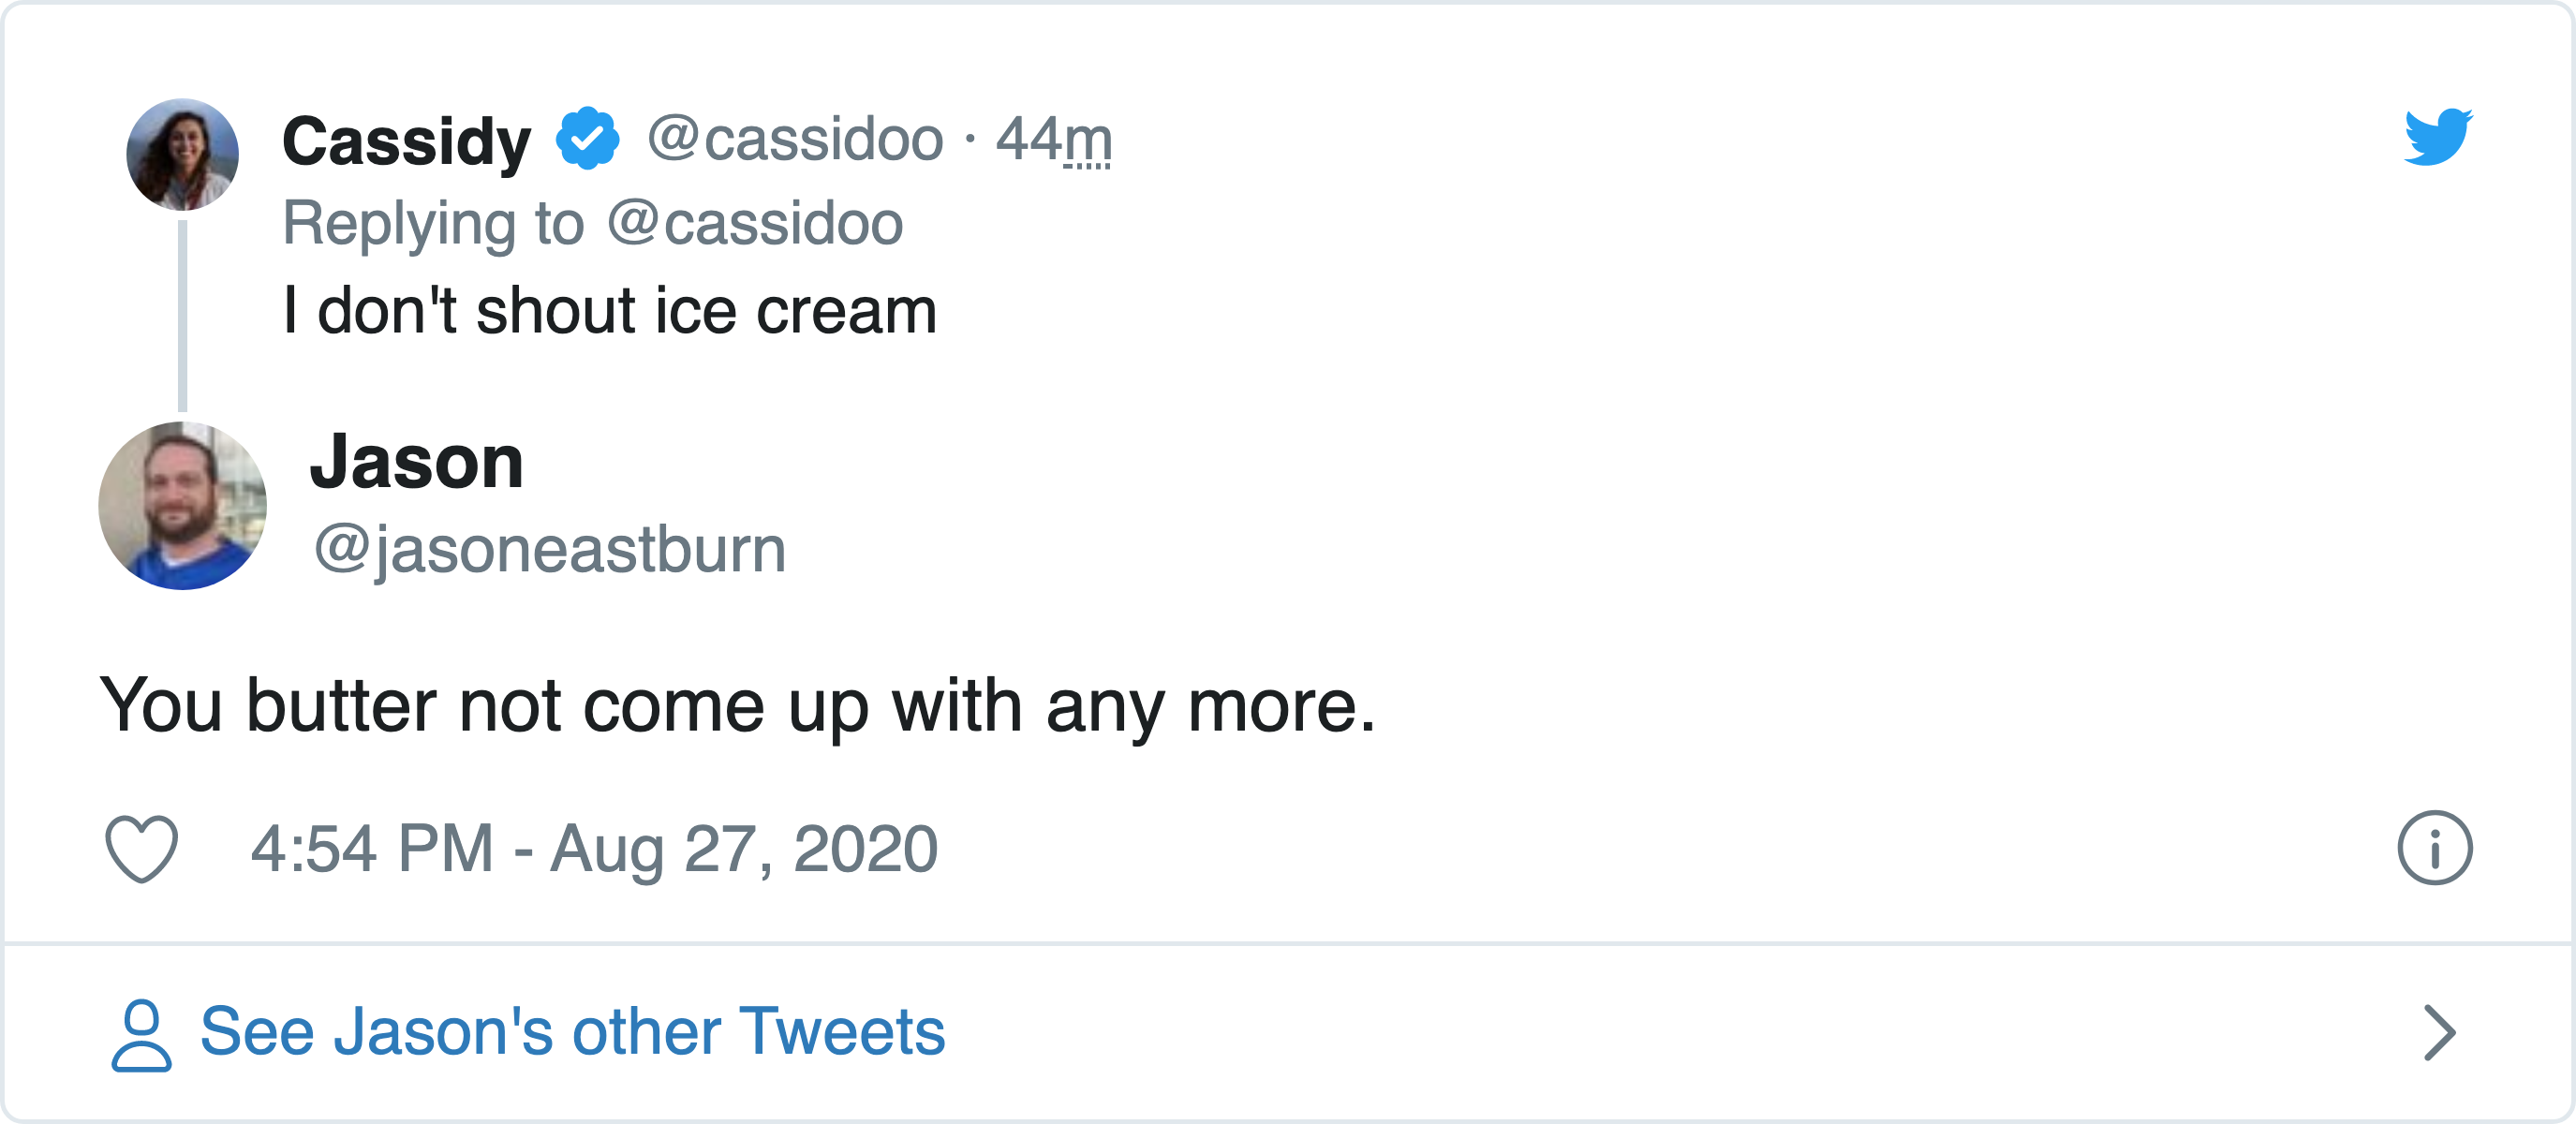 Cassidy @cassidoo · 44m
Replying to @cassidoo
I don't shout ice cream
Jason
@jasoneastburn
You butter not come up with any more.
4:54 PM - Aug 27, 2020
See Jason's other Tweets